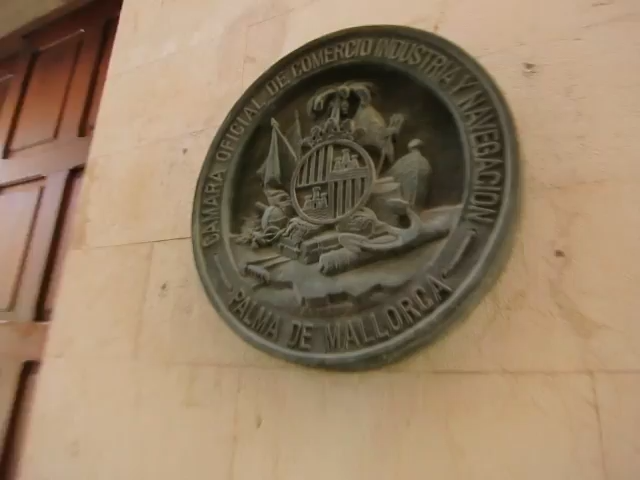 CAMARA OFICIAL DE COMERCIO INDUSTRIA Y NAVEGACION
PALMA DE MALLORCA